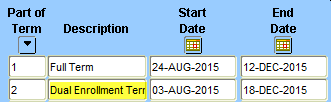 Part of Term Description Start Date End Date
1 Full Term 24-AUG-2015 12-DEC-2015
2 Dual Enrollment Terr 03-AUG-2015 18-DEC-2015